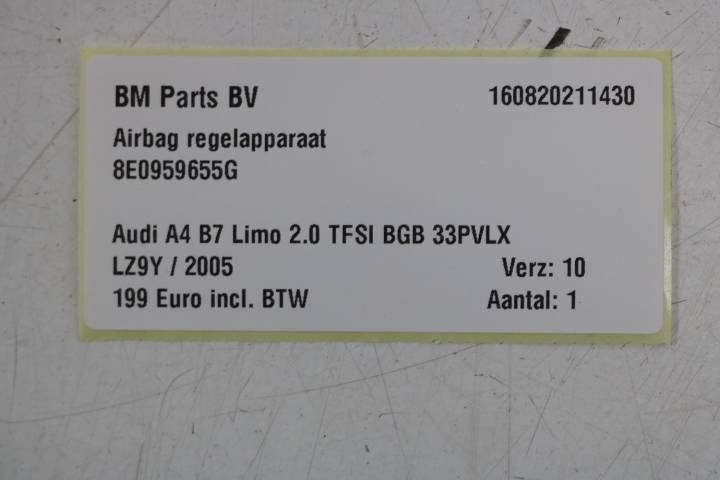 BM Parts BV 160820211430
Airbag regelapparaat
8E0959655G
Audi A4 B7 Limo 2.0 TFSI BGB 33PVLX
LZ9Y / 2005 Verz: 10
199 Euro incl. BTW Aantal: 1